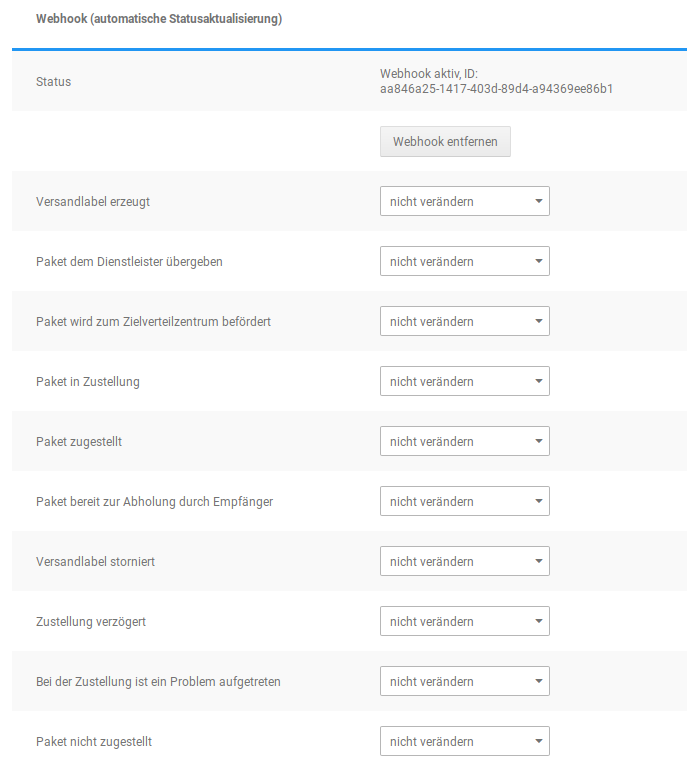 Webhook (automatische Statusaktualisierung)
Status
Webhook aktiv, ID:
aa846a25-1417-403d-89d4-a94369ee86b1
Webhook entfernen
Versandlabel erzeugt
nicht verändern
Paket dem Dienstleister übergeben
nicht verändern
Paket wird zum Zielverteilzentrum befördert
nicht verändern
Paket in Zustellung
nicht verändern
Paket zugestellt
nicht verändern
Paket bereit zur Abholung durch Empfänger
nicht verändern
Versandlabel storniert
nicht verändern
Zustellung verzögert
nicht verändern
Bei der Zustellung ist ein Problem aufgetreten
nicht verändern
Paket nicht zugestellt
nicht verändern